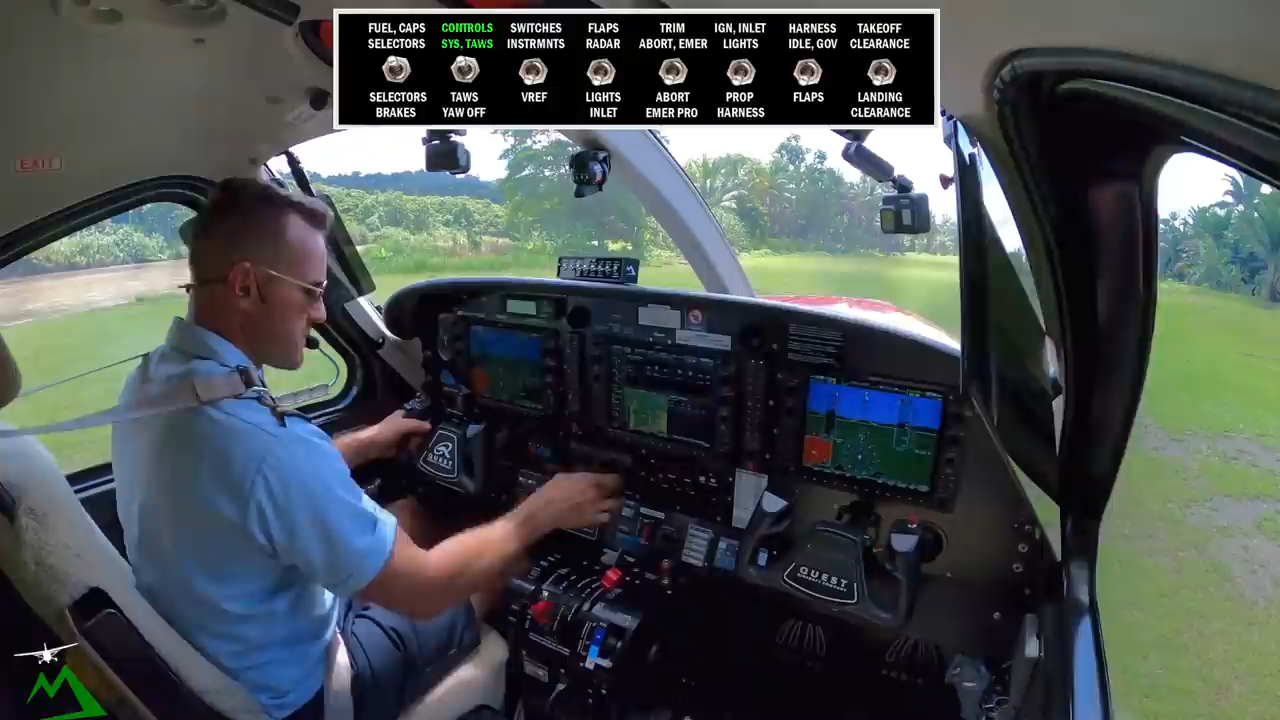 FUEL, CAPS
SELECTORS
CONTROLS
SYS, TAWS
SWITCHES
INSTRMNTS
FLAPS
RADAR
TRIM
ABORT, EMER
IGN, INLET
LIGHTS
HARNESS
IDLE, GOV
TAKEOFF
CLEARANCE
SELECTORS
BRAKES
TAWS
YAW OFF
VREF
LIGHTS
INLET
ABORT
EMER PRO
PROP
HARNESS
FLAPS
LANDING
CLEARANCE
EXIT
QUEST
QUEST
AIRCRAFT COMPANY